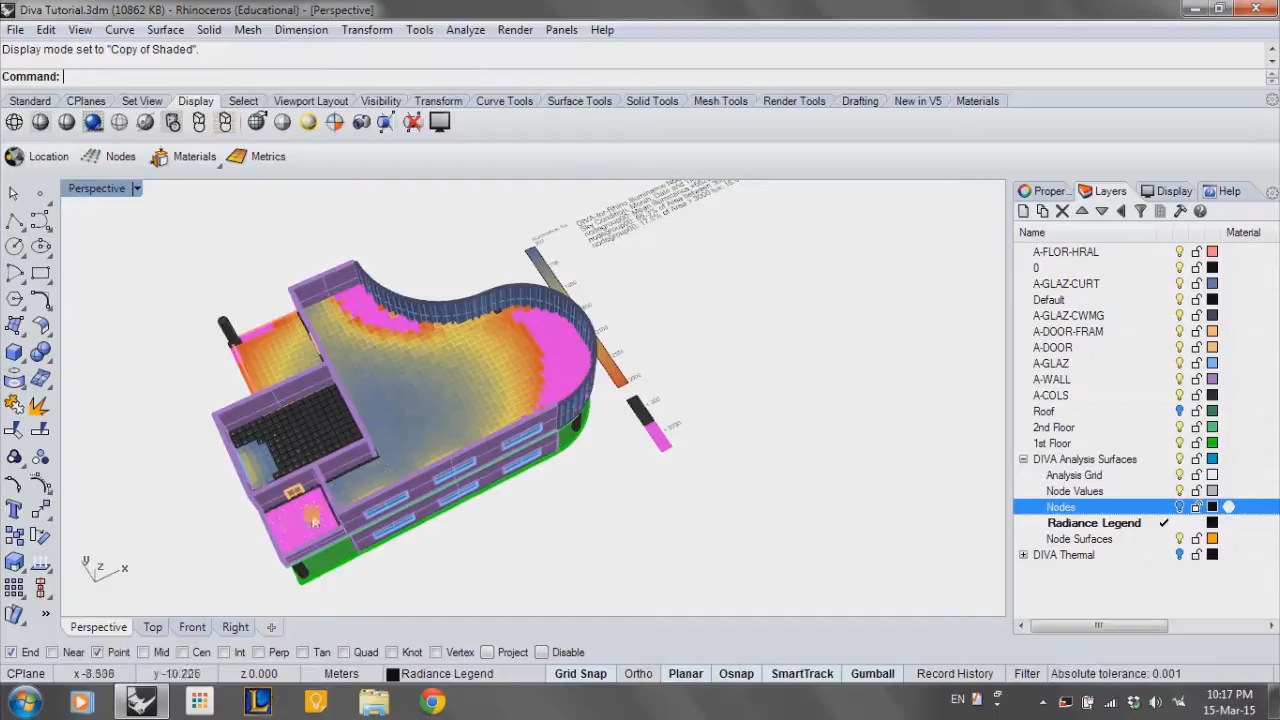 Diva Tutorial.3dm (10862 KB) - Rhinoceros (Educational) - [Perspective]
File Edit View Curve Surface Solid Mesh Dimension Transform Tools Analyze Render Panels Help
Display mode set to "Copy of Shaded".
Command:
Standard CPlanes Set View Display Select Viewport Layout Visibility Transform Curve Tools Surface Tools Solid Tools Mesh Tools Render Tools Drafting New in V5 Materials
Location Nodes Materials Metrics
Perspective
Proper... Layers Display Help
Name Material
A-FLOR-HRAL
0
A-GLAZ-CURT
Default
A-GLAZ-CWMG
A-DOOR-FRAM
A-DOOR
A-GLAZ
A-WALL
A-COLS
Roof
2nd Floor
1st Floor
DIVA Analysis Surfaces
Analysis Grid
Node Values
Nodes
Radiance Legend
Node Surfaces
DIVA Thermal
y z x
Perspective Top Front Right
End Near Point Mid Cen Int Perp Tan Quad Knot Vertex Project Disable
CPlane z 0.000 Meters Radiance Legend Grid Snap Ortho Planar Osnap SmartTrack Gumball Record History Filter Absolute tolerance: 0.001
EN 10:17 PM
15-Mar-15